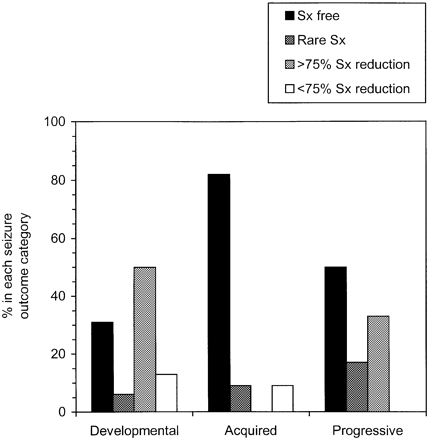 Sx free
Rare Sx
>75% Sx reduction
<75% Sx reduction
100
80
60
40
20
0
% in each seizure
outcome category
Developmental Acquired Progressive